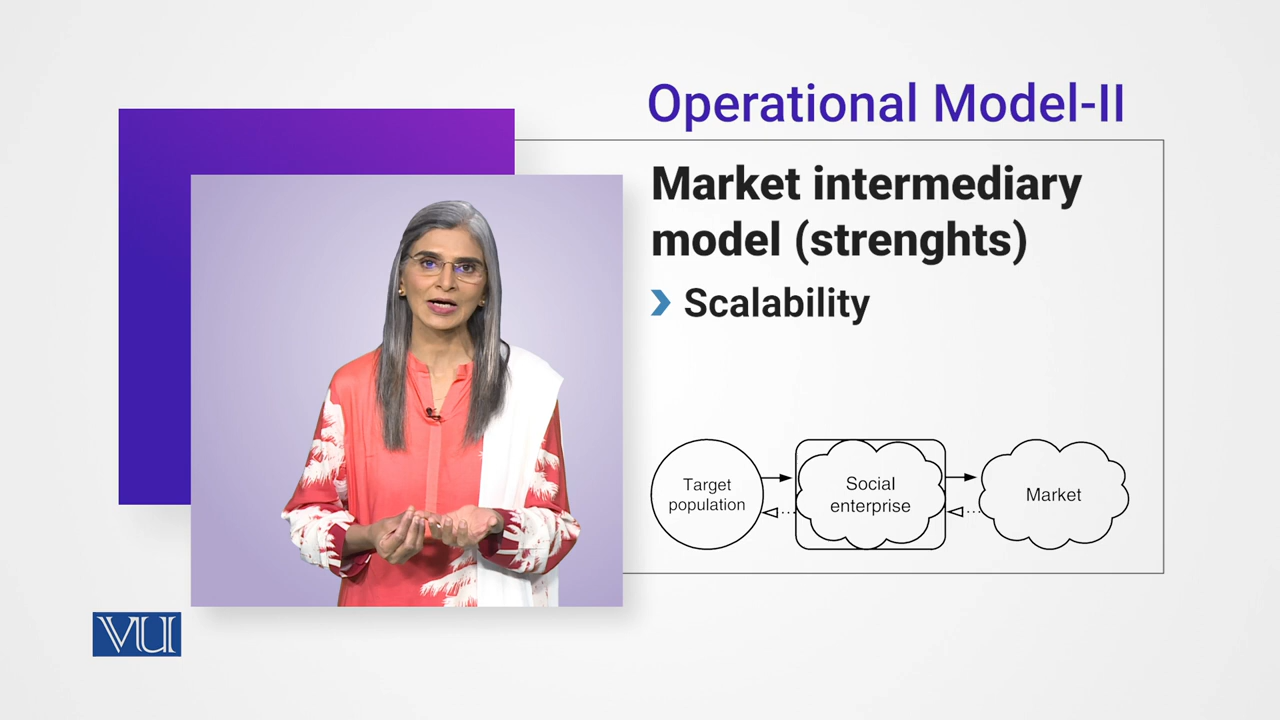 Operational Model-II
Market intermediary
model (strenghts)
Scalability
Target
population
Social
enterprise
Market
VU